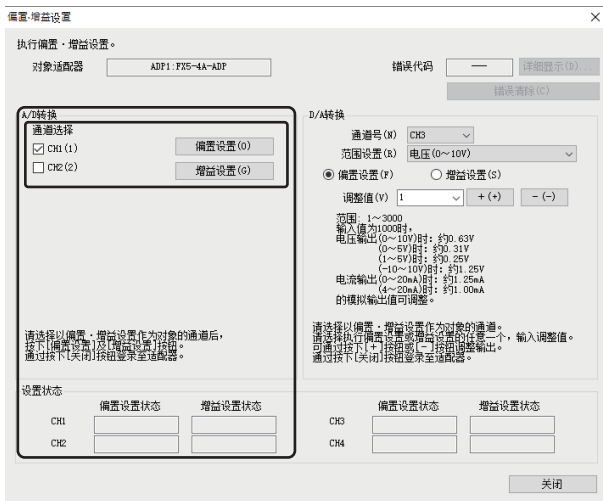 偏置·增益设置
执行偏置・增益设置。
对象适配器 ADP1:FX5-4A-ADP 错误代码 — 详细显示(D)...
错误清除(C)
A/D转换
通道选择
CH1(1) 偏置设置(O)
CH2(2) 增益设置(G)
请选择以偏置・增益设置作为对象的通道后,
按下[偏置设置]及[增益设置]按钮。
通过按下[关闭]按钮登录至适配器。
D/A转换
通道号(N) CH3
范围设置(R) 电压(0～10V)
偏置设置(F) 增益设置(S)
调整值(V) 1 +(+) -(-)
范围: 1～3000
输入值为1000时,
电压输出(0～10V)时: 约0.63V
(0～5V)时: 约0.31V
(1～5V)时: 约0.25V
(-10～10V)时: 约1.25V
电流输出(0～20mA)时: 约1.25mA
(4～20mA)时: 约1.00mA
的模拟输出值可调整。
请选择以偏置・增益设置作为对象的通道。
请选择执行偏置设置或增益设置的任意一个, 输入调整值。
可通过按下[+]按钮或[-]按钮调整输出。
通过按下[关闭]按钮登录至适配器。
设置状态
偏置设置状态 增益设置状态 偏置设置状态 增益设置状态
CH1 CH3
CH2 CH4
关闭